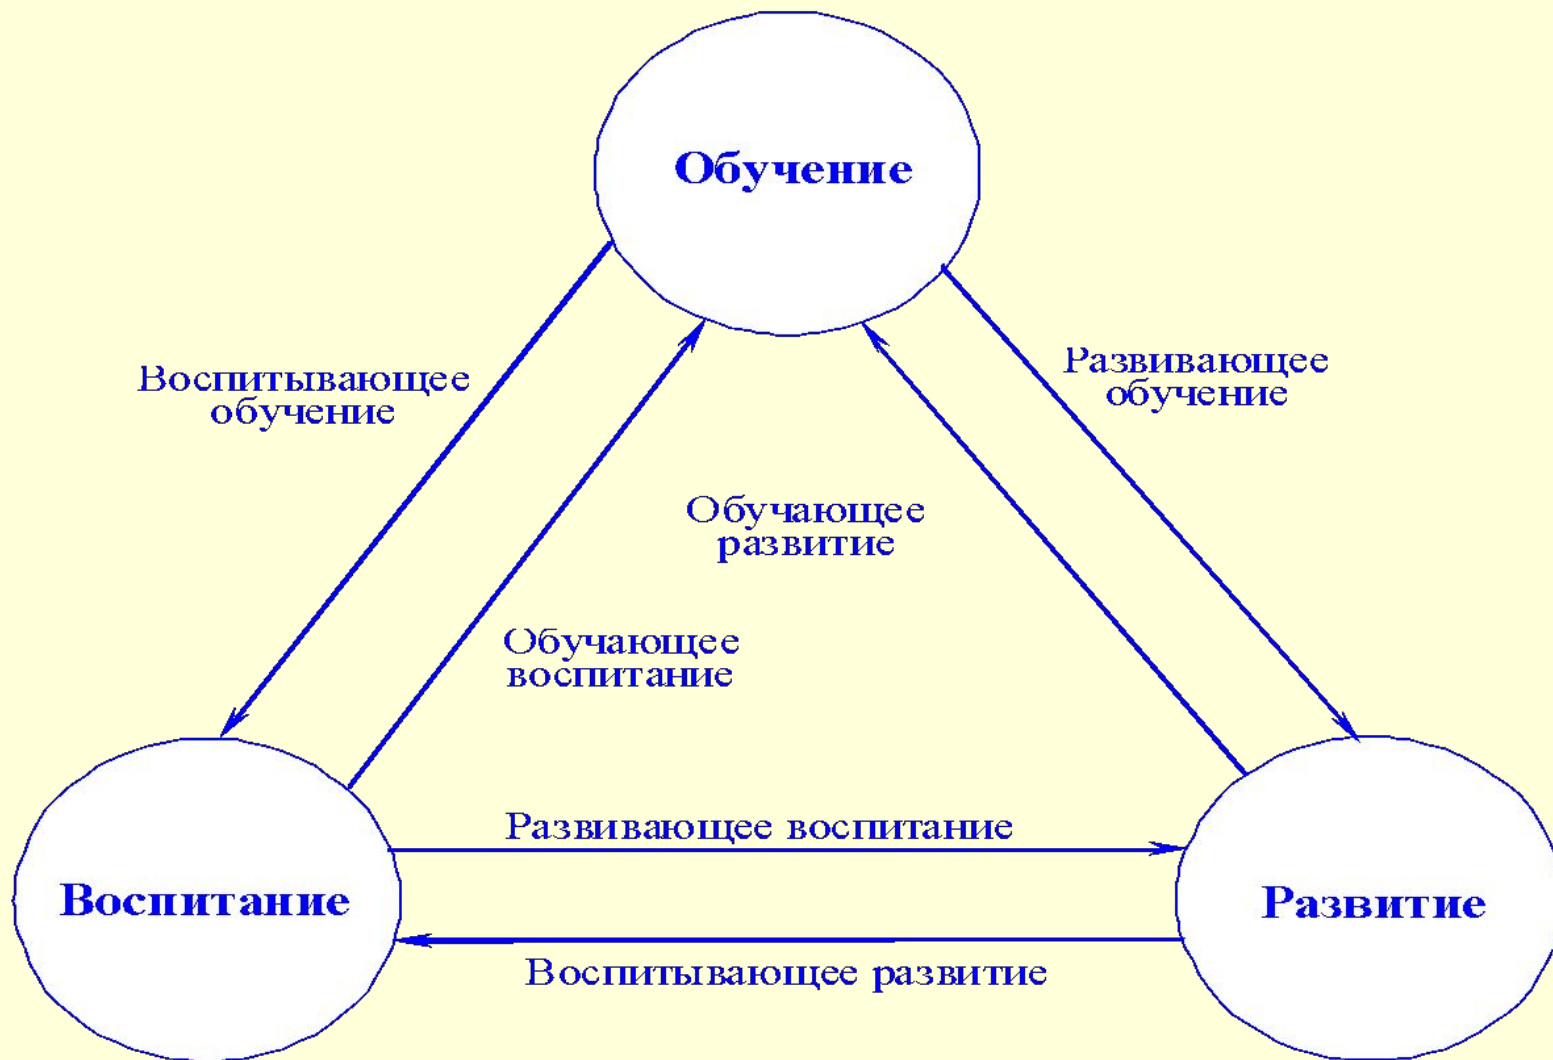 Обучение
Воспитывающее
обучение
Развивающее
обучение
Обучающее
развитие
Обучающее
воспитание
Развивающее воспитание
Воспитание
Развитие
Воспитывающее развитие